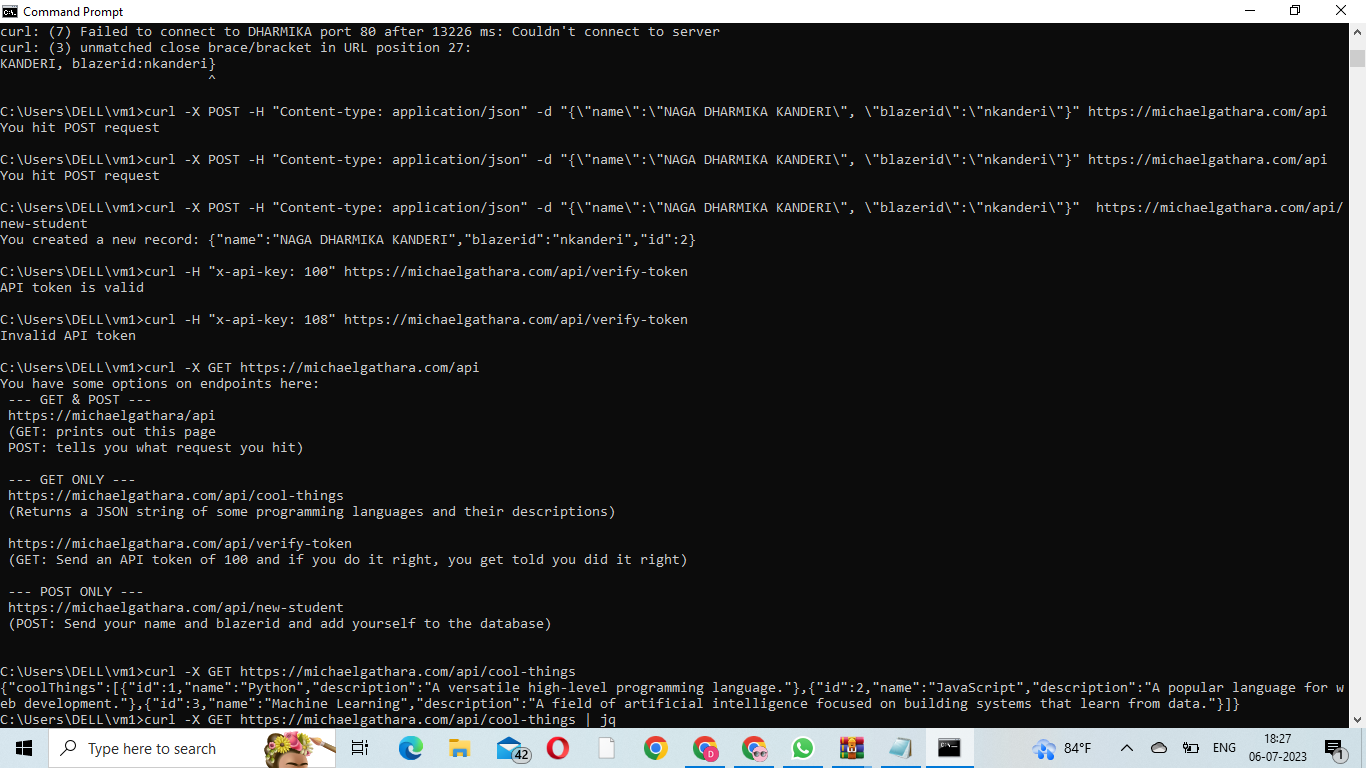 Command Prompt
curl: (7) Failed to connect to DHARMIKA port 80 after 13226 ms: Couldn't connect to server
curl: (3) unmatched close brace/bracket in URL position 27:
KANDERI, blazerid:nkanderi}
^
C:\Users\DELL\vm1>curl -X POST -H "Content-type: application/json" -d "{\"name\":\"NAGA DHARMIKA KANDERI\", \"blazerid\":\"nkanderi\"}" https://michaelgathara.com/api
You hit POST request
C:\Users\DELL\vm1>curl -X POST -H "Content-type: application/json" -d "{\"name\":\"NAGA DHARMIKA KANDERI\", \"blazerid\":\"nkanderi\"}" https://michaelgathara.com/api
You hit POST request
C:\Users\DELL\vm1>curl -X POST -H "Content-type: application/json" -d "{\"name\":\"NAGA DHARMIKA KANDERI\", \"blazerid\":\"nkanderi\"}"  https://michaelgathara.com/api/
new-student
You created a new record: {"name":"NAGA DHARMIKA KANDERI","blazerid":"nkanderi","id":2}
C:\Users\DELL\vm1>curl -H "x-api-key: 100" https://michaelgathara.com/api/verify-token
API token is valid
C:\Users\DELL\vm1>curl -H "x-api-key: 108" https://michaelgathara.com/api/verify-token
Invalid API token
C:\Users\DELL\vm1>curl -X GET https://michaelgathara.com/api
You have some options on endpoints here:
--- GET & POST ---
https://michaelgathara/api
(GET: prints out this page
POST: tells you what request you hit)
--- GET ONLY ---
https://michaelgathara.com/api/cool-things
(Returns a JSON string of some programming languages and their descriptions)
https://michaelgathara.com/api/verify-token
(GET: Send an API token of 100 and if you do it right, you get told you did it right)
--- POST ONLY ---
https://michaelgathara.com/api/new-student
(POST: Send your name and blazerid and add yourself to the database)
C:\Users\DELL\vm1>curl -X GET https://michaelgathara.com/api/cool-things
{"coolThings":[{"id":1,"name":"Python","description":"A versatile high-level programming language."},{"id":2,"name":"JavaScript","description":"A popular language for w
eb development."},{"id":3,"name":"Machine Learning","description":"A field of artificial intelligence focused on building systems that learn from data."}]}
C:\Users\DELL\vm1>curl -X GET https://michaelgathara.com/api/cool-things | jq
Type here to search
42
D
84°F
ENG
18:27
06-07-2023
1